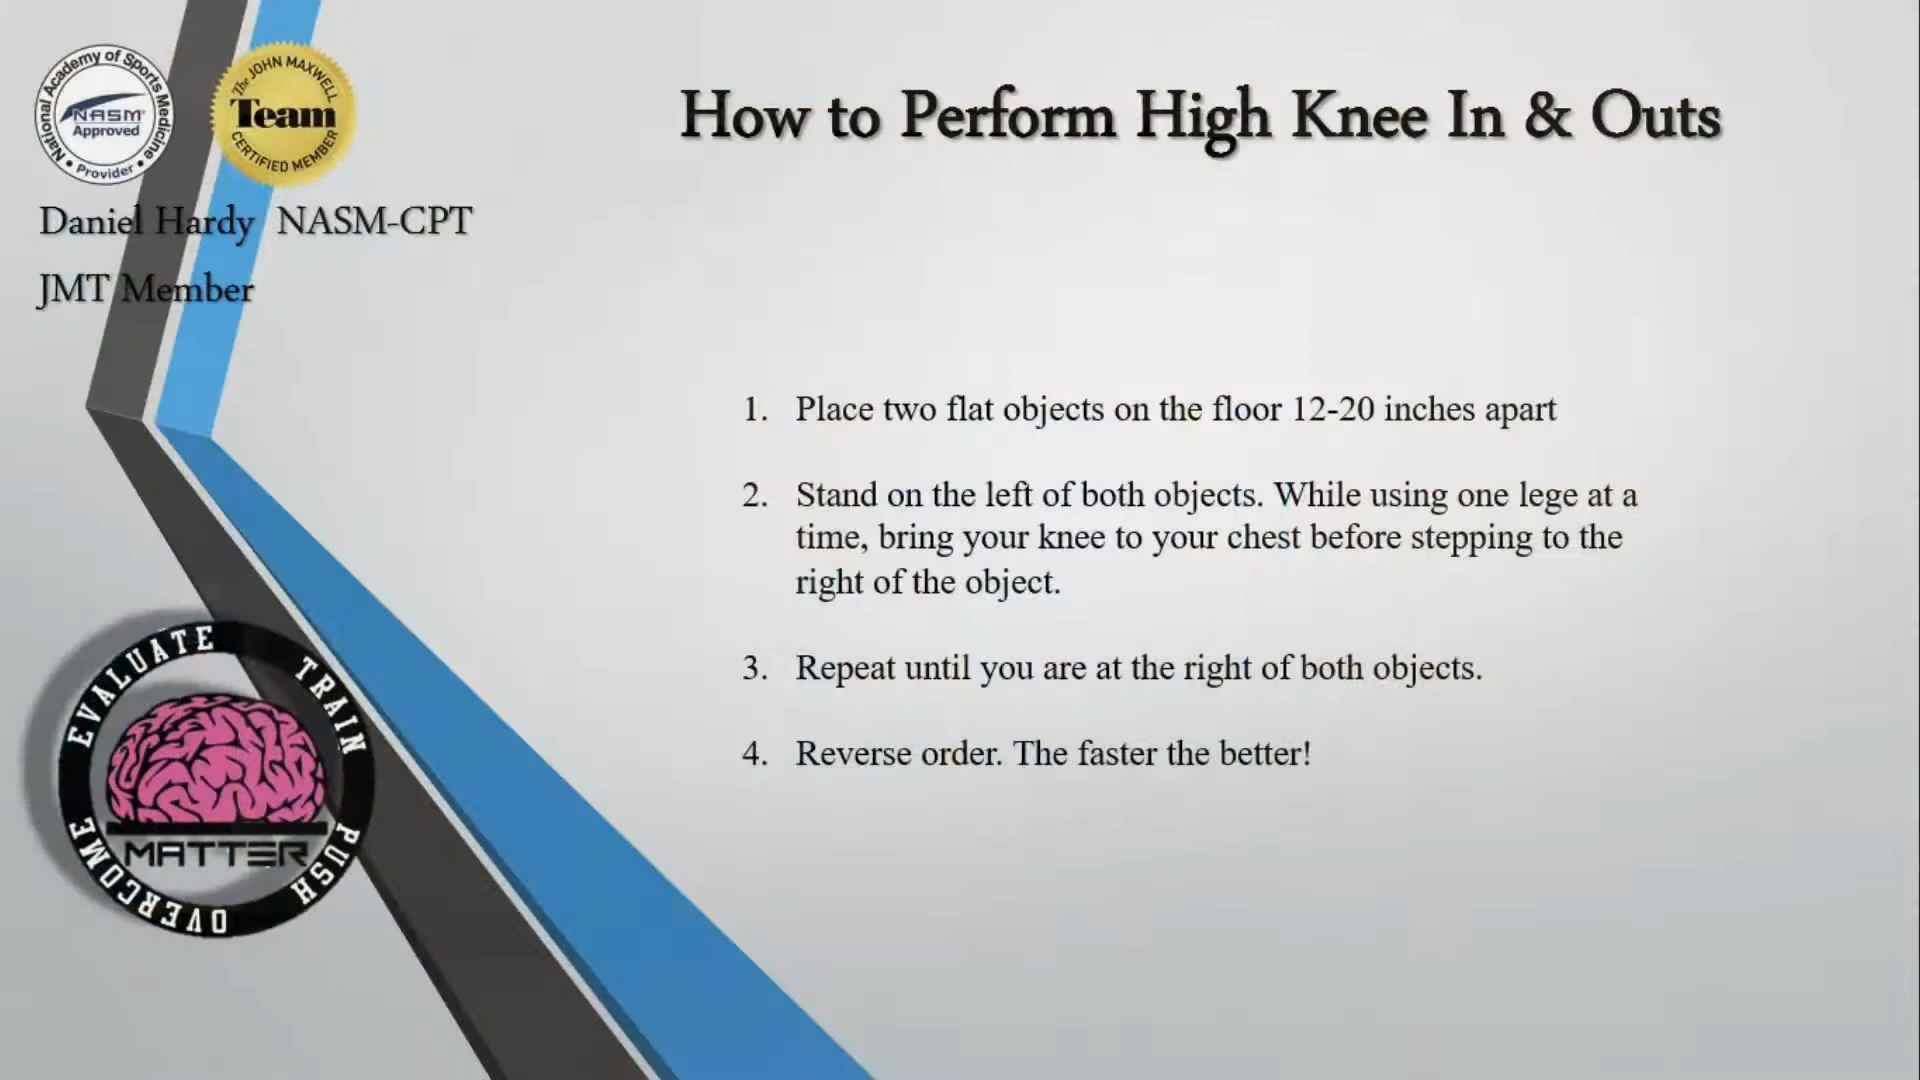 National Academy of Sports Medicine
NASM
Approved
Provider
The JOHN MAXWELL
Team
CERTIFIED MEMBER
Daniel Hardy NASM-CPT
JMT Member
How to Perform High Knee In & Outs
1. Place two flat objects on the floor 12-20 inches apart
2. Stand on the left of both objects. While using one lege at a
time, bring your knee to your chest before stepping to the
right of the object.
3. Repeat until you are at the right of both objects.
4. Reverse order. The faster the better!
EVALUATE
TRAIN
PUSH
OVERCOME
MATTER